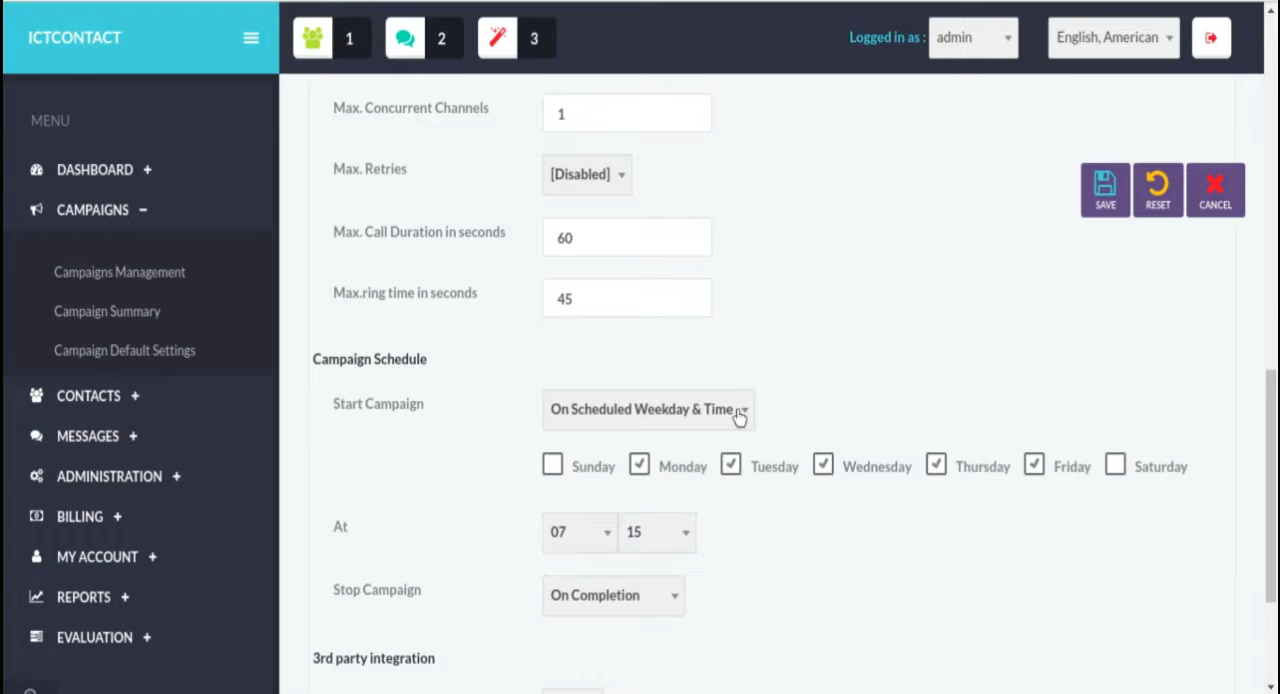 ICTCONTACT
1 2 3
Logged in as : admin English, American
MENU
DASHBOARD +
CAMPAIGNS –
Campaigns Management
Campaign Summary
Campaign Default Settings
CONTACTS +
MESSAGES +
ADMINISTRATION +
BILLING +
MY ACCOUNT +
REPORTS +
EVALUATION +
Max. Concurrent Channels 1
Max. Retries [Disabled]
Max. Call Duration in seconds 60
Max.ring time in seconds 45
SAVE RESET CANCEL
Campaign Schedule
Start Campaign On Scheduled Weekday & Time
Sunday Monday Tuesday Wednesday Thursday Friday Saturday
At 07 15
Stop Campaign On Completion
3rd party integration